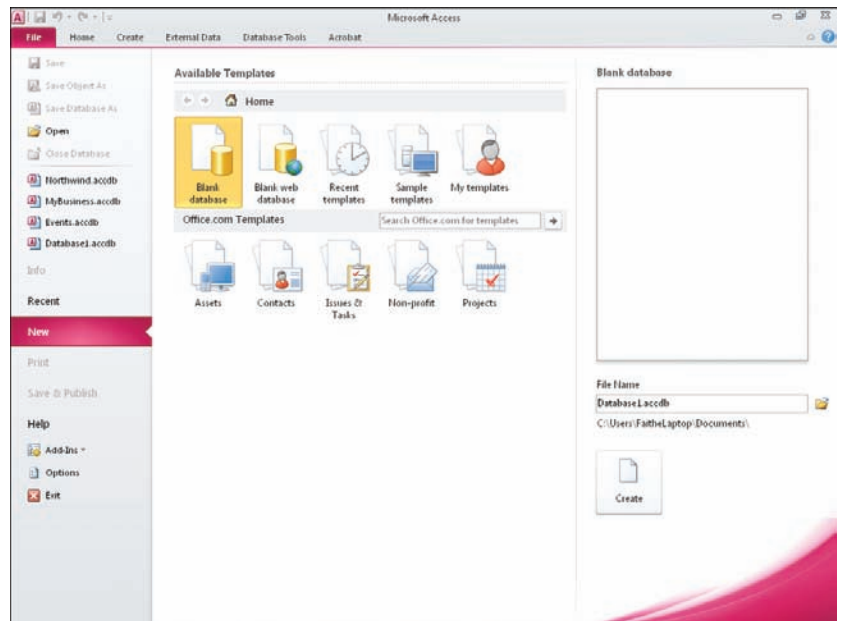 Microsoft Access
File Home Create External Data Database Tools Acrobat
Save
Save Object As
Save Database As
Open
Close Database
Northwind.accdb
MyBusiness.accdb
Events.accdb
Database1.accdb
Info
Recent
New
Print
Save & Publish
Help
Add-Ins
Options
Exit
Available Templates
Home
Blank database
Blank web database
Recent templates
Sample templates
My templates
Office.com Templates
Search Office.com for templates
Assets
Contacts
Issues & Tasks
Non-profit
Projects
Blank database
File Name
Database1.accdb
C:\Users\FaitheLaptop\Documents\
Create